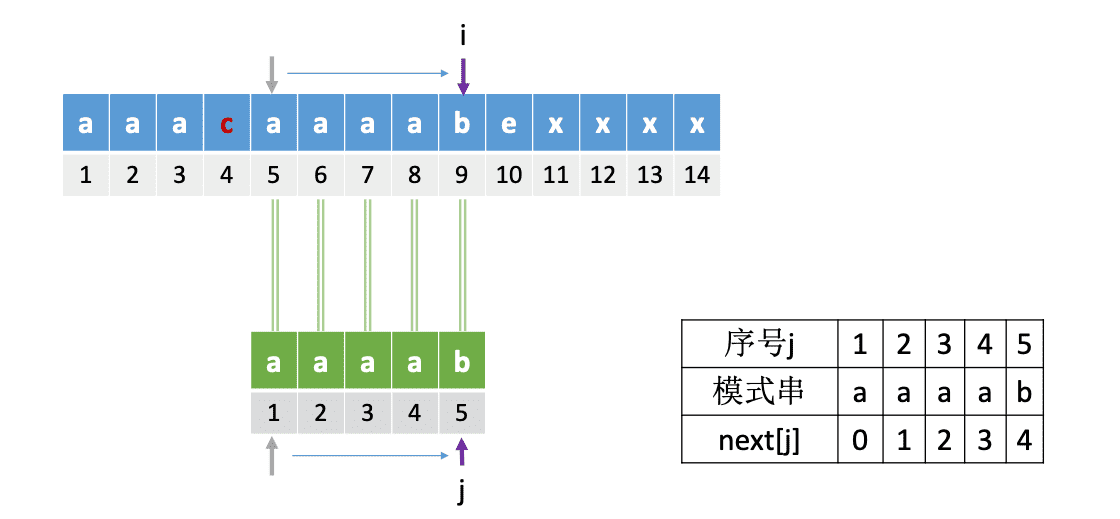 i
a a a c a a a a b e x x x x
1 2 3 4 5 6 7 8 9 10 11 12 13 14
a a a a b
1 2 3 4 5
j
序号j 1 2 3 4 5
模式串 a a a a b
next[j] 0 1 2 3 4